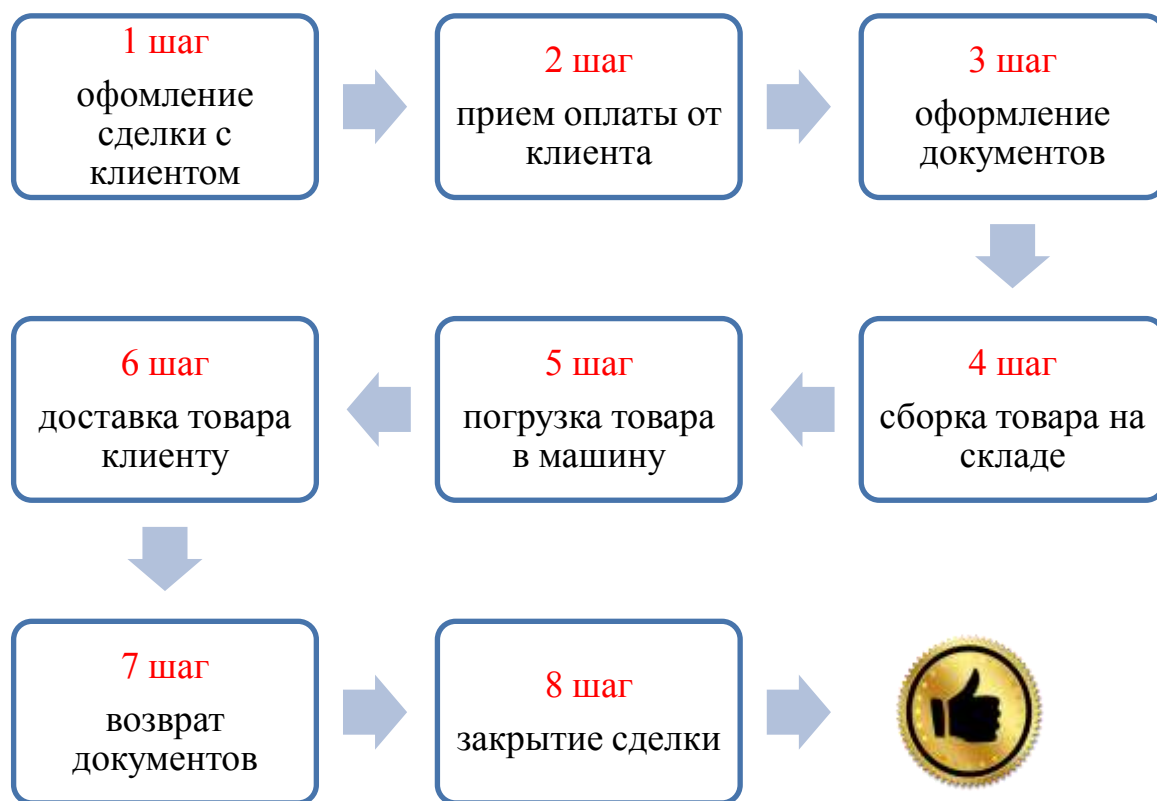 1 шаг
офомление
сделки с
клиентом
2 шаг
прием оплаты от
клиента
3 шаг
оформление
документов
4 шаг
сборка товара на
складе
5 шаг
погрузка товара
в машину
6 шаг
доставка товара
клиенту
7 шаг
возврат
документов
8 шаг
закрытие сделки